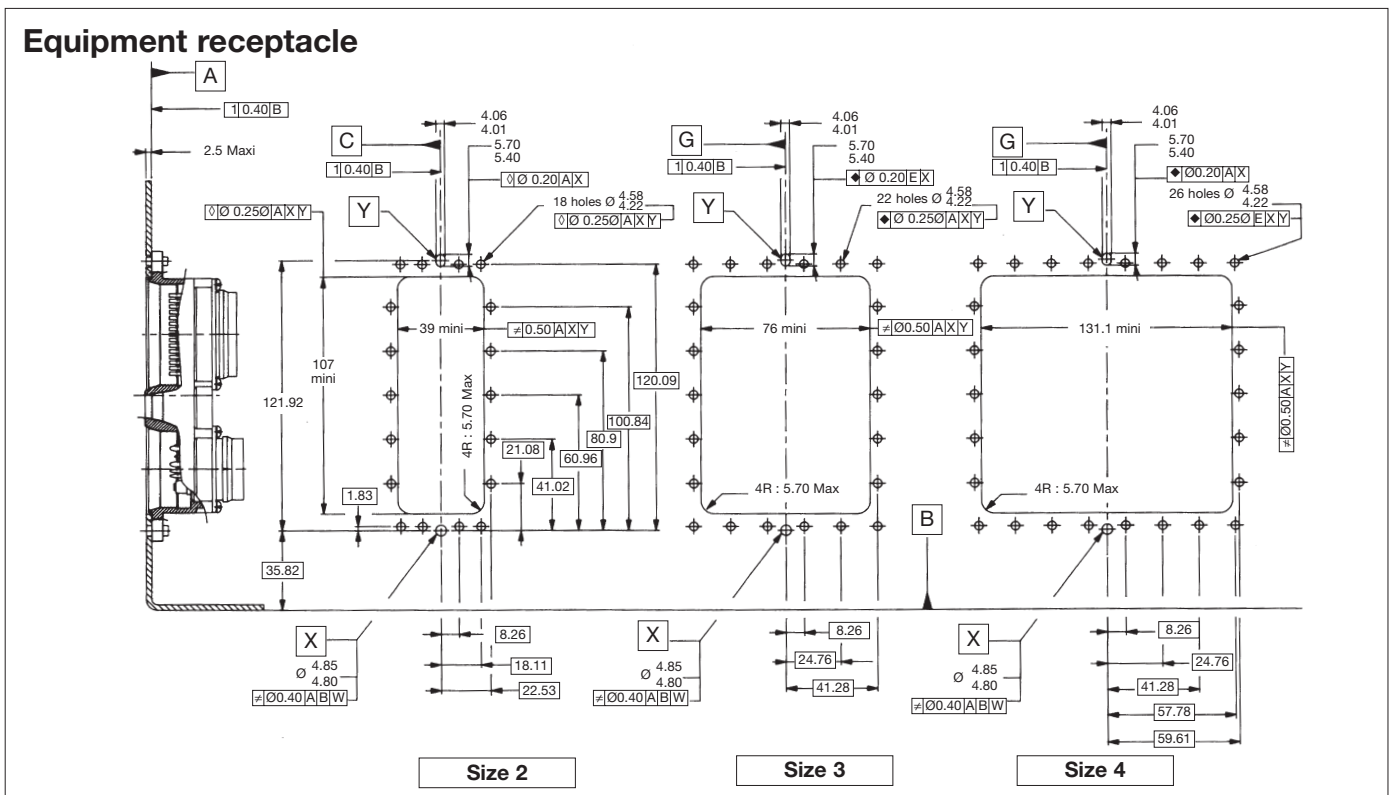 Equipment receptacle
A
1 0.40 B
2.5 Maxi
C
1 0.40 B
4.06
4.01
5.70
5.40
◊ Ø 0.20 A X
◊ Ø 0.25Ø A X Y
Y
18 holes Ø 4.58
4.22
◊ Ø 0.25Ø A X Y
39 mini
≠ 0.50 A X Y
107
mini
121.92
4R : 5.70 Max
120.09
100.84
80.9
60.96
21.08
41.02
1.83
35.82
X
Ø 4.85
4.80
≠ Ø0.40 A B W
8.26
18.11
22.53
Size 2
G
1 0.40 B
4.06
4.01
5.70
5.40
◆ Ø 0.20 E X
Y
22 holes Ø 4.58
4.22
◆ Ø 0.25Ø A X Y
76 mini
≠ Ø0.50 A X Y
4R : 5.70 Max
X
Ø 4.85
4.80
≠ Ø0.40 A B W
8.26
24.76
41.28
Size 3
G
1 0.40 B
4.06
4.01
5.70
5.40
◆ Ø0.20 A X
Y
26 holes Ø 4.58
4.22
◆ Ø0.25Ø E X Y
131.1 mini
≠ Ø0.50 A X Y
4R : 5.70 Max
B
X
Ø 4.85
4.80
≠ Ø0.40 A B W
8.26
24.76
41.28
57.78
59.61
Size 4